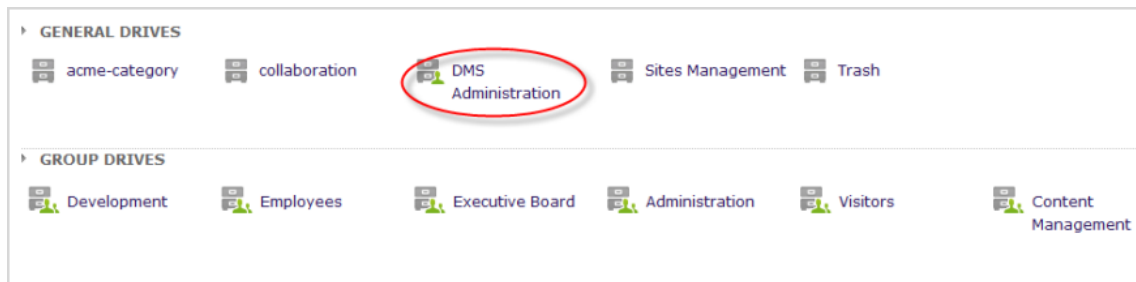 GENERAL DRIVES
acme-category collaboration DMS Sites Management Trash
Administration
GROUP DRIVES
Development Employees Executive Board Administration Visitors Content
Management